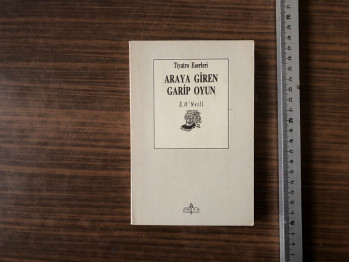 Tiyatro Eserleri
ARAYA GİREN
GARİP OYUN
E.O'Neill